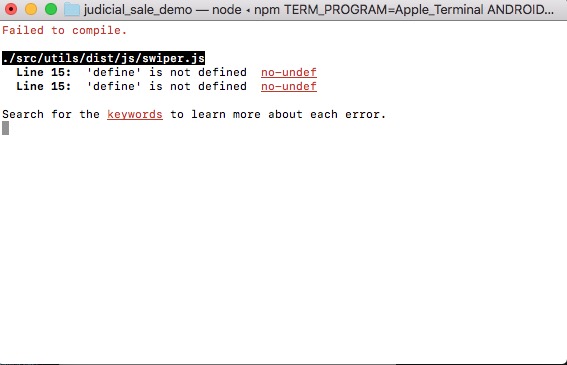 judicial_sale_demo — node ◂ npm TERM_PROGRAM=Apple_Terminal ANDROID...
Failed to compile.
./src/utils/dist/js/swiper.js
Line 15: 'define' is not defined no-undef
Line 15: 'define' is not defined no-undef
Search for the keywords to learn more about each error.